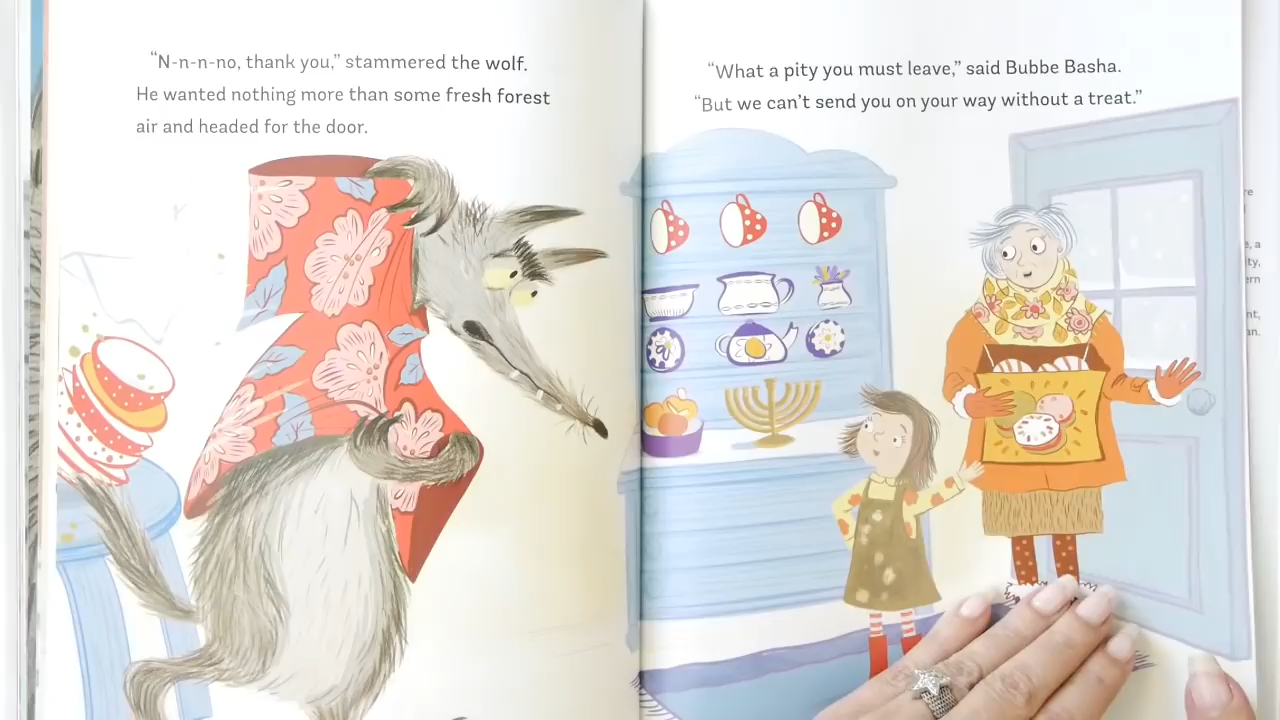 “N-n-n-no, thank you,” stammered the wolf.
He wanted nothing more than some fresh forest
air and headed for the door.
“What a pity you must leave,” said Bubbe Basha.
“But we can’t send you on your way without a treat.”